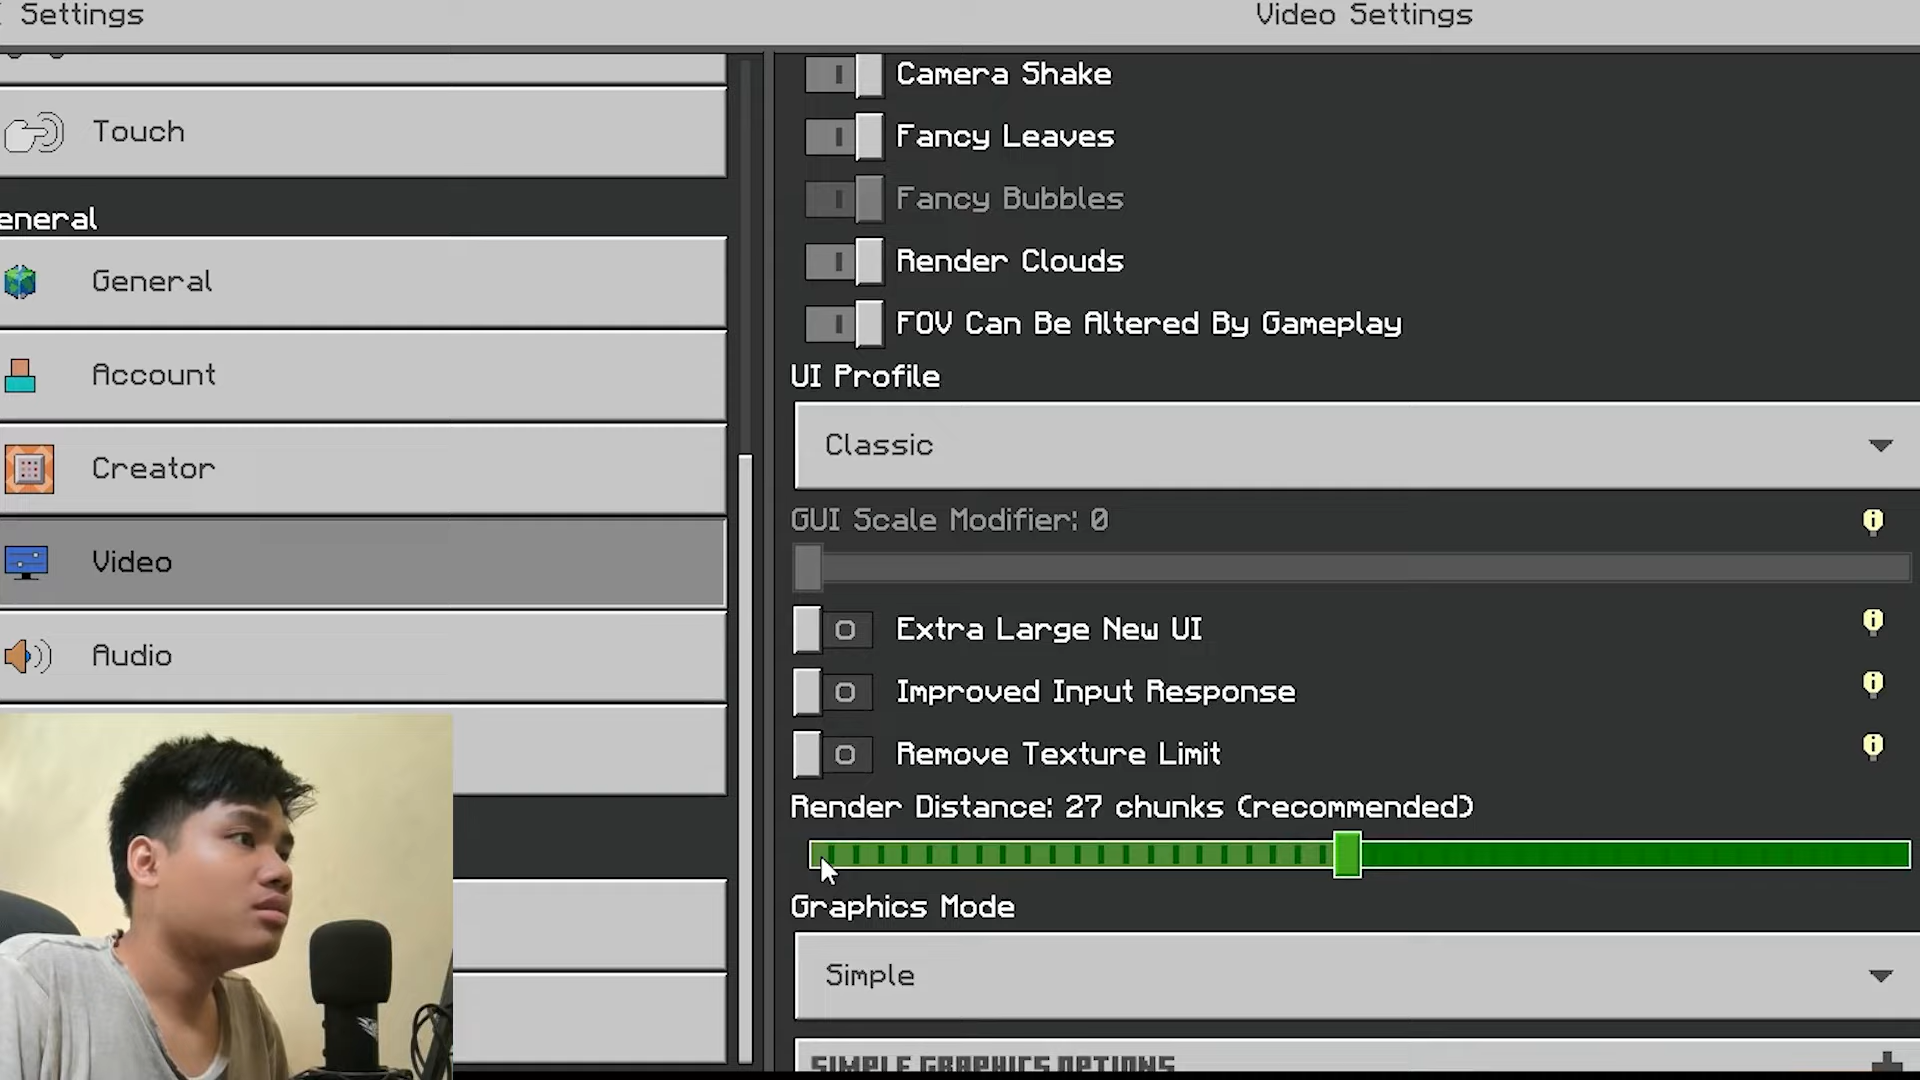 Settings
Video Settings
Touch
eneral
General
Account
Creator
Video
Audio
Camera Shake
Fancy Leaves
Fancy Bubbles
Render Clouds
FOV Can Be Altered By Gameplay
UI Profile
Classic
GUI Scale Modifier: 0
Extra Large New UI
Improved Input Response
Remove Texture Limit
Render Distance: 27 chunks (recommended)
Graphics Mode
Simple
SIMPLE GRAPHICS OPTIONS